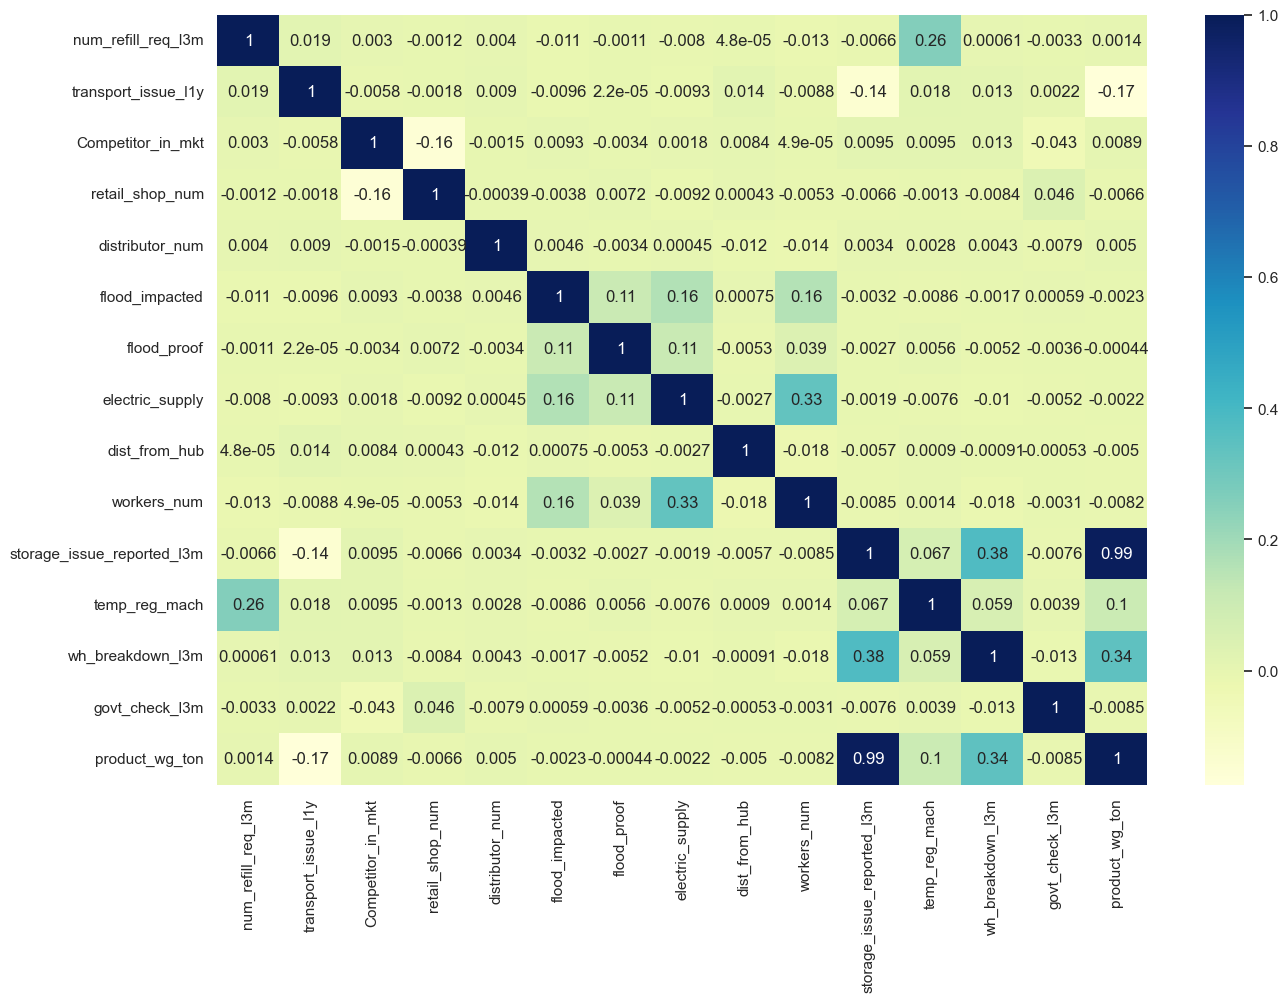 num_refill_req_l3m 1 0.019 0.003 -0.0012 0.004 -0.011 -0.0011 -0.008 4.8e-05 -0.013 -0.0066 0.26 0.00061 -0.0033 0.0014
transport_issue_l1y 0.019 1 -0.0058 -0.0018 0.009 -0.0096 2.2e-05 -0.0093 0.014 -0.0088 -0.14 0.018 0.013 0.0022 -0.17
Competitor_in_mkt 0.003 -0.0058 1 -0.16 -0.0015 0.0093 -0.0034 0.0018 0.0084 4.9e-05 0.0095 0.0095 0.013 -0.043 0.0089
retail_shop_num -0.0012 -0.0018 -0.16 1 -0.00039 -0.0038 0.0072 -0.0092 0.00043 -0.0053 -0.0066 -0.0013 -0.0084 0.046 -0.0066
distributor_num 0.004 0.009 -0.0015 -0.00039 1 0.0046 -0.0034 0.00045 -0.012 -0.014 0.0034 0.0028 0.0043 -0.0079 0.005
flood_impacted -0.011 -0.0096 0.0093 -0.0038 0.0046 1 0.11 0.16 0.00075 0.16 -0.0032 -0.0086 -0.0017 0.00059 -0.0023
flood_proof -0.0011 2.2e-05 -0.0034 0.0072 -0.0034 0.11 1 0.11 -0.0053 0.039 -0.0027 0.0056 -0.0052 -0.0036 -0.00044
electric_supply -0.008 -0.0093 0.0018 -0.0092 0.00045 0.16 0.11 1 -0.0027 0.33 -0.0019 -0.0076 -0.01 -0.0052 -0.0022
dist_from_hub 4.8e-05 0.014 0.0084 0.00043 -0.012 0.00075 -0.0053 -0.0027 1 -0.018 -0.0057 0.0009 -0.00091 -0.00053 -0.005
workers_num -0.013 -0.0088 4.9e-05 -0.0053 -0.014 0.16 0.039 0.33 -0.018 1 -0.0085 0.0014 -0.018 -0.0031 -0.0082
storage_issue_reported_l3m -0.0066 -0.14 0.0095 -0.0066 0.0034 -0.0032 -0.0027 -0.0019 -0.0057 -0.0085 1 0.067 0.38 -0.0076 0.99
temp_reg_mach 0.26 0.018 0.0095 -0.0013 0.0028 -0.0086 0.0056 -0.0076 0.0009 0.0014 0.067 1 0.059 0.0039 0.1
wh_breakdown_l3m 0.00061 0.013 0.013 -0.0084 0.0043 -0.0017 -0.0052 -0.01 -0.00091 -0.018 0.38 0.059 1 -0.013 0.34
govt_check_l3m -0.0033 0.0022 -0.043 0.046 -0.0079 0.00059 -0.0036 -0.0052 -0.00053 -0.0031 -0.0076 0.0039 -0.013 1 -0.0085
product_wg_ton 0.0014 -0.17 0.0089 -0.0066 0.005 -0.0023 -0.00044 -0.0022 -0.005 -0.0082 0.99 0.1 0.34 -0.0085 1
num_refill_req_l3m
transport_issue_l1y
Competitor_in_mkt
retail_shop_num
distributor_num
flood_impacted
flood_proof
electric_supply
dist_from_hub
workers_num
storage_issue_reported_l3m
temp_reg_mach
wh_breakdown_l3m
govt_check_l3m
product_wg_ton
1.0
0.8
0.6
0.4
0.2
0.0